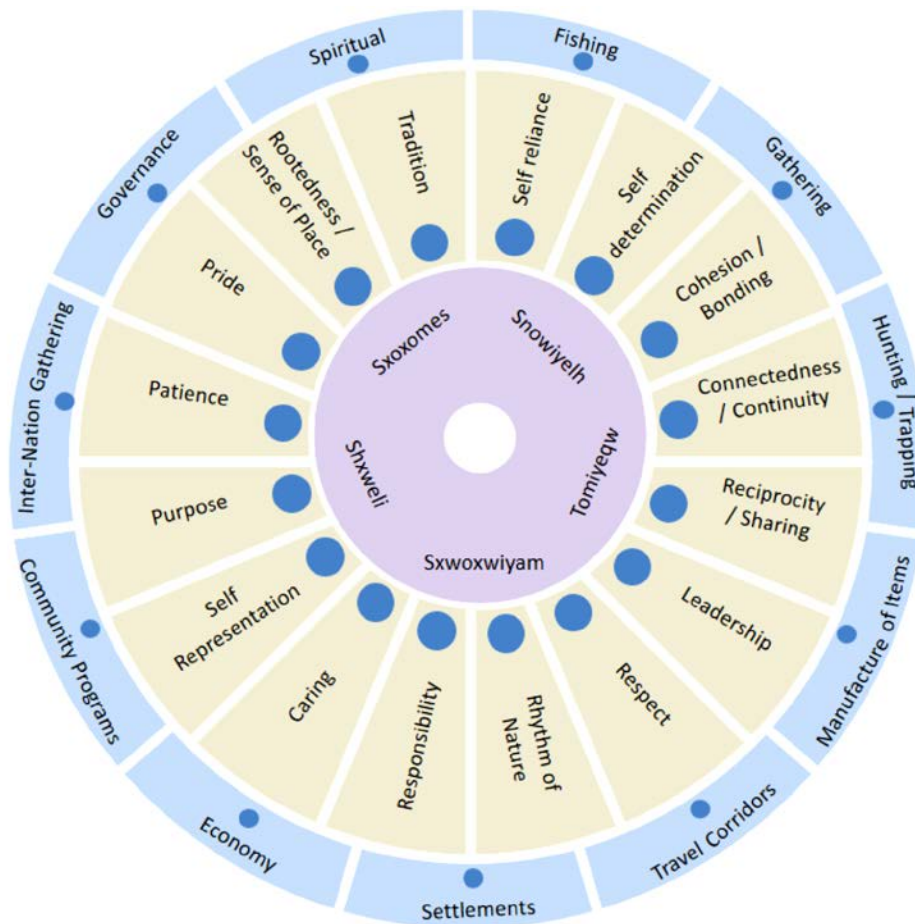 Spiritual
Fishing
Gathering
Hunting / Trapping
Manufacture of Items
Travel Corridors
Settlements
Economy
Community Programs
Inter-Nation Gathering
Governance
Tradition
Self reliance
Self
determination
Cohesion /
Bonding
Connectedness
/ Continuity
Reciprocity
/ Sharing
Leadership
Respect
Rhythm of
Nature
Responsibility
Caring
Self
Representation
Purpose
Patience
Pride
Rootedness /
Sense of Place
Sxoxomes
Snowiyelh
Tomiyeqw
Sxwoxwiyam
Shxweli